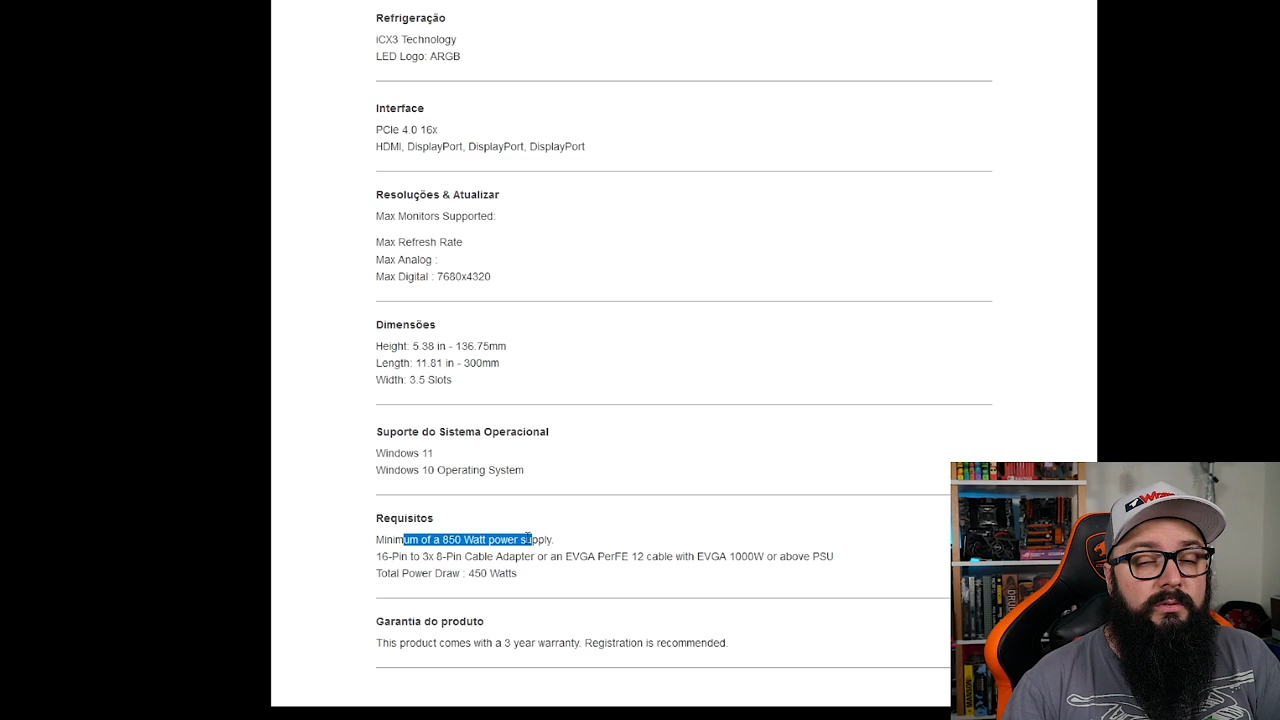 Refrigeração
iCX3 Technology
LED Logo: ARGB
Interface
PCIe 4.0 16x
HDMI, DisplayPort, DisplayPort, DisplayPort
Resoluções & Atualizar
Max Monitors Supported:
Max Refresh Rate
Max Analog :
Max Digital : 7680x4320
Dimensões
Height: 5.38 in - 136.75mm
Length: 11.81 in - 300mm
Width: 3.5 Slots
Suporte do Sistema Operacional
Windows 11
Windows 10 Operating System
Requisitos
Minimum of a 850 Watt power supply.
16-Pin to 3x 8-Pin Cable Adapter or an EVGA PerFE 12 cable with EVGA 1000W or above PSU
Total Power Draw : 450 Watts
Garantia do produto
This product comes with a 3 year warranty. Registration is recommended.